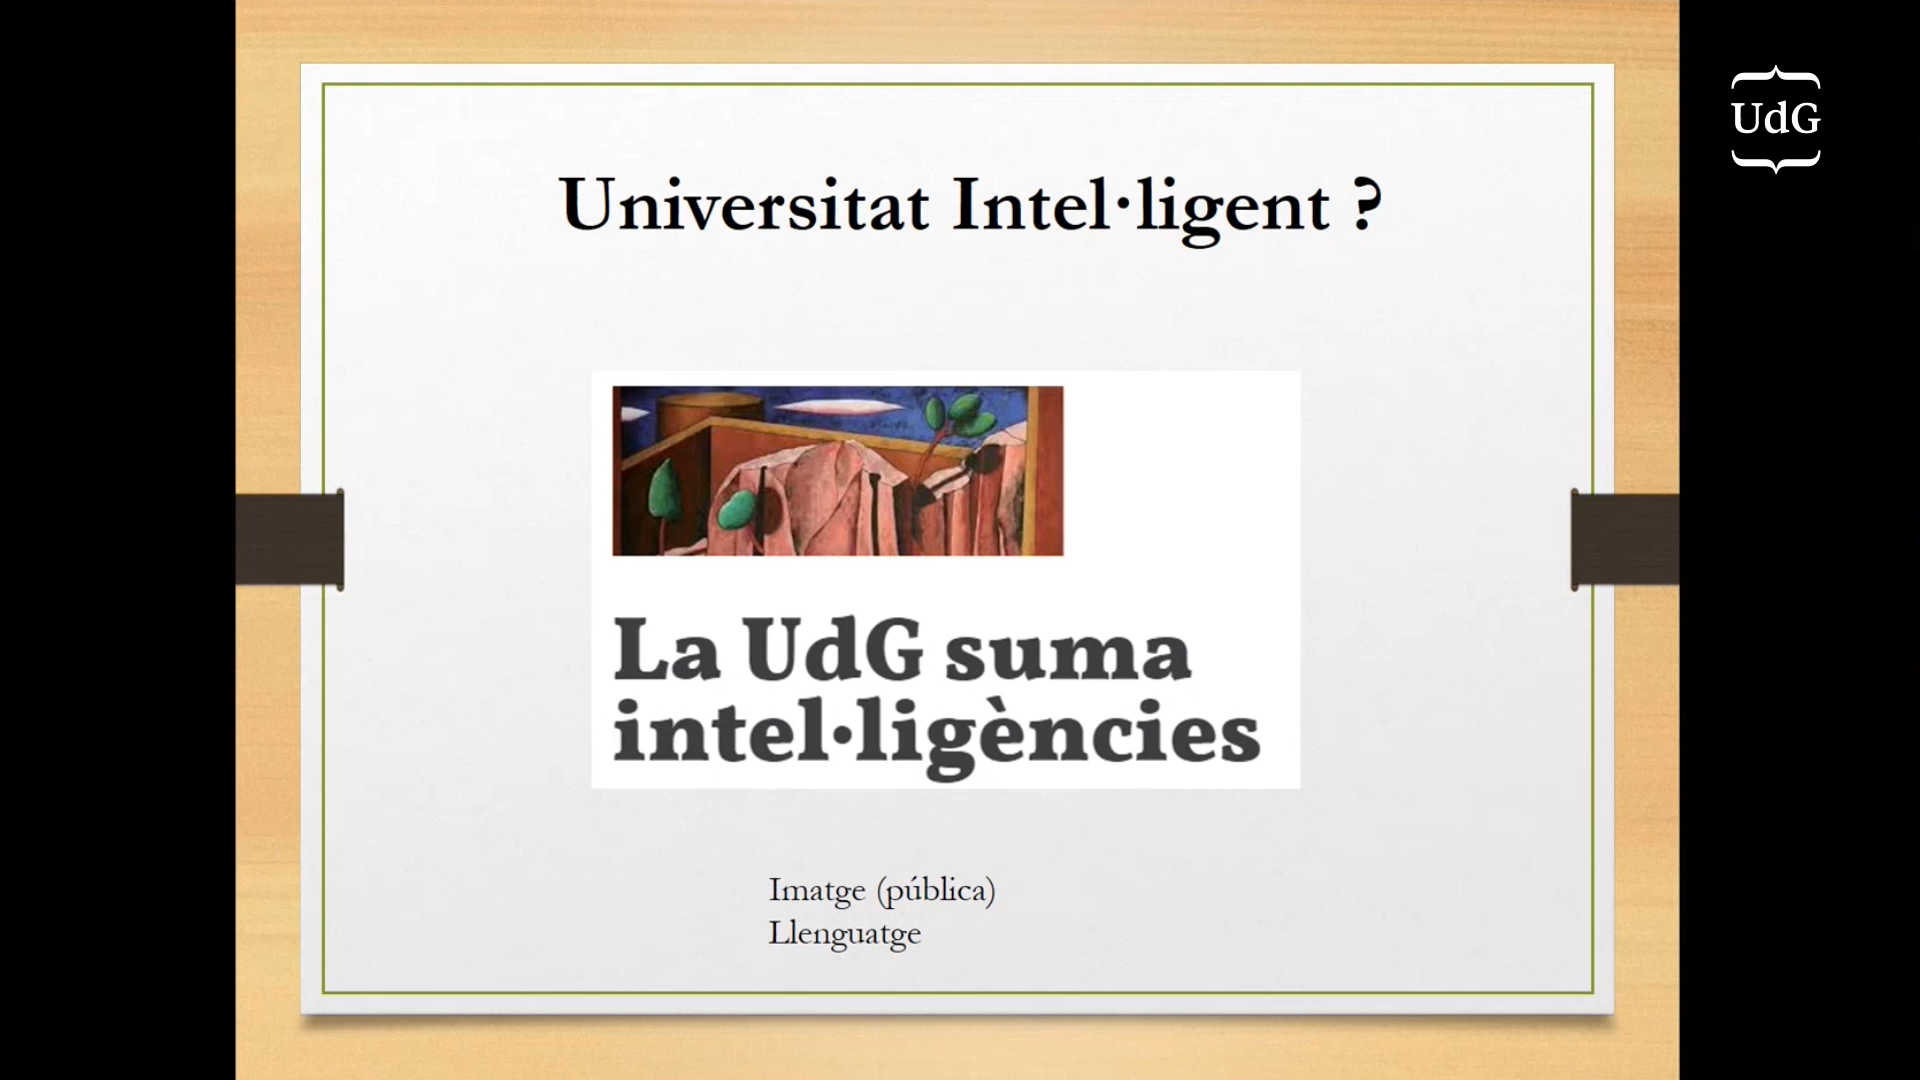 UdG
Universitat Intel·ligent ?
La UdG suma
intel·ligències
Imatge (pública)
Llenguatge